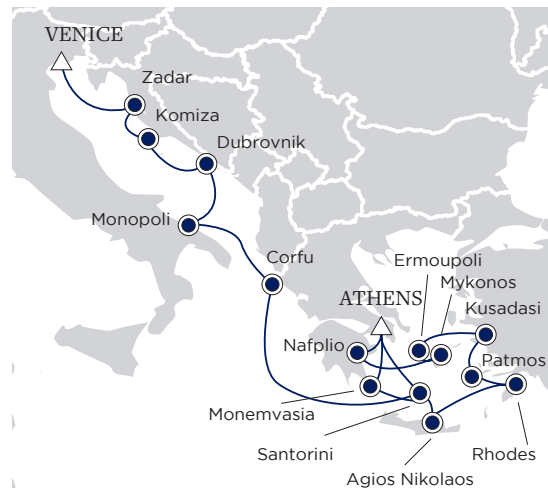 VENICE
Zadar
Komiza
Dubrovnik
Monopoli
Corfu
Ermoupoli
Mykonos
ATHENS
Kusadasi
Nafplio
Patmos
Monemvasia
Santorini
Rhodes
Agios Nikolaos